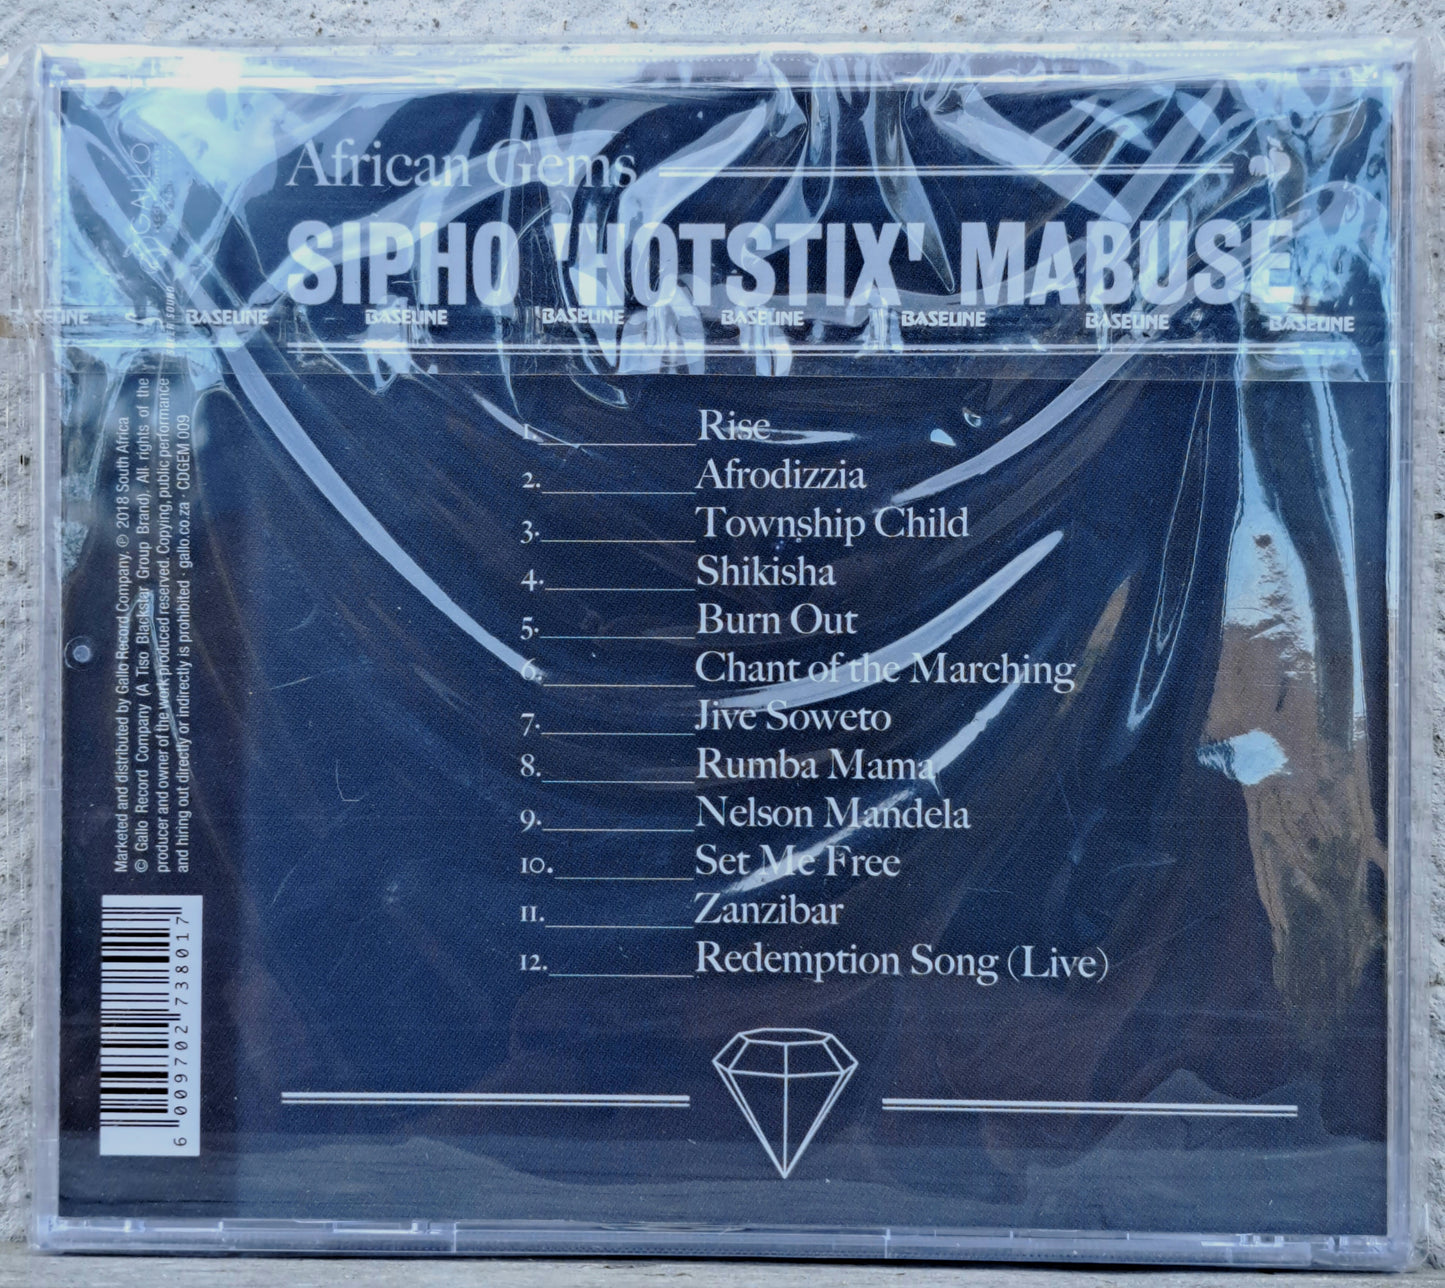 African Gems
SIPHO 'HOTSTIX' MABUSE
BASELINE BASELINE BASELINE BASELINE BASELINE BASELINE BASELINE BASELINE
1. Rise
2. Afrodizzia
3. Township Child
4. Shikisha
5. Burn Out
6. Chant of the Marching
7. Jive Soweto
8. Rumba Mama
9. Nelson Mandela
10. Set Me Free
11. Zanzibar
12. Redemption Song (Live)
GALLO
Marketed and distributed by Gallo Record Company. ℗ 2018 South Africa
© Gallo Record Company (A Tiso Blackstar Group Brand). All rights of the
producer and owner of the work produced reserved. Copying, public performance
and hiring out directly or indirectly is prohibited · gallo.co.za · CDGEM 009
6 009702 738017